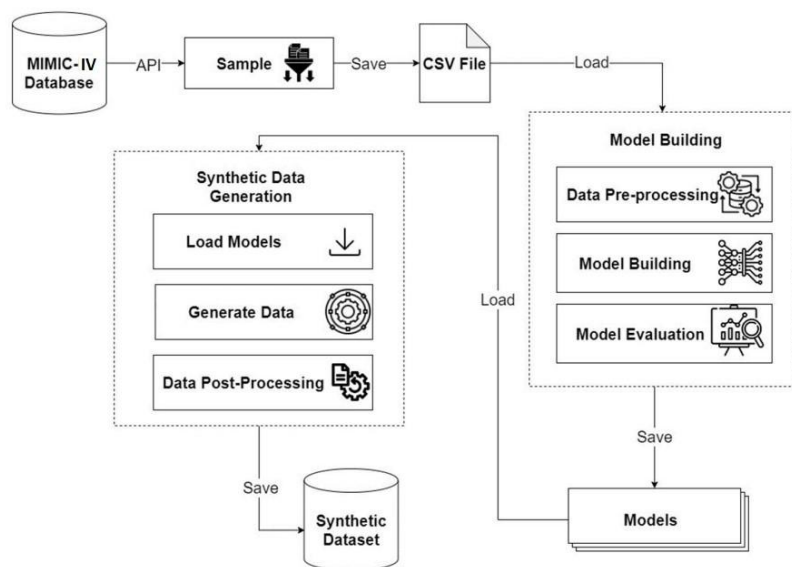 MIMIC-IV
Database
API
Sample
Save
CSV File
Load
Model Building
Data Pre-processing
Model Building
Model Evaluation
Save
Models
Load
Synthetic Data
Generation
Load Models
Generate Data
Data Post-Processing
Save
Synthetic
Dataset